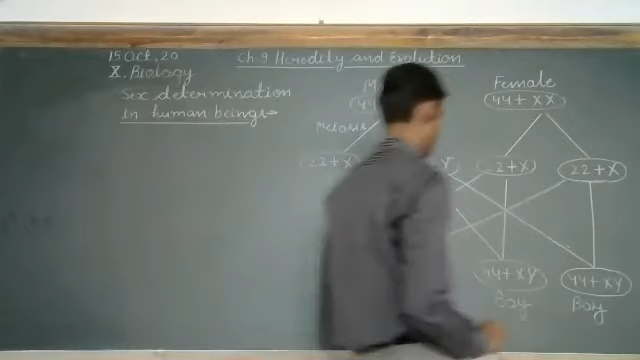 15 Oct, 20
Ch 9 Heredity and Evolution
X. Biology
Sex determination
in human beings
Female
44 + XX
Meiosis
22+X
22+X
44+XY
44+XY
Boy
Boy